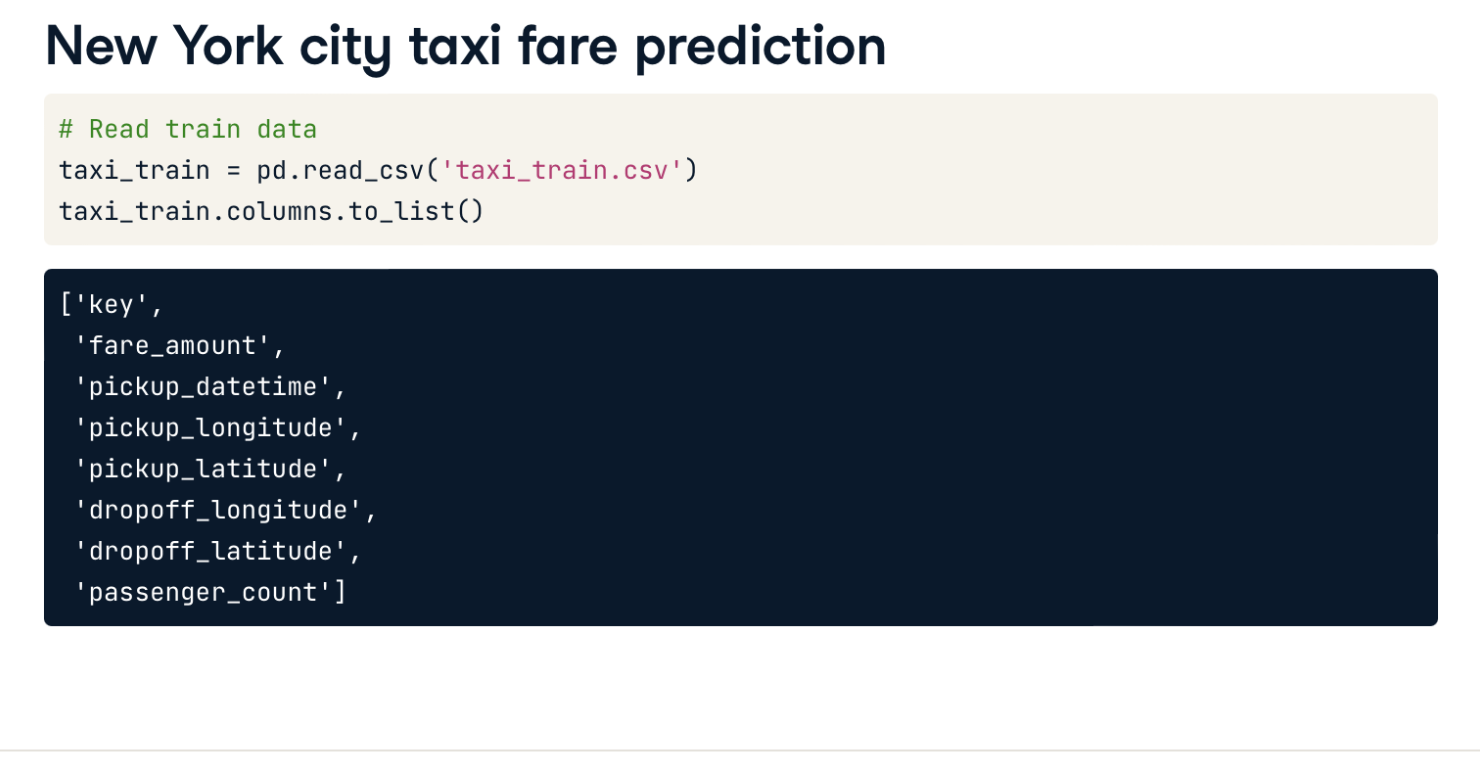 New York city taxi fare prediction
# Read train data
taxi_train = pd.read_csv('taxi_train.csv')
taxi_train.columns.to_list()
['key',
 'fare_amount',
 'pickup_datetime',
 'pickup_longitude',
 'pickup_latitude',
 'dropoff_longitude',
 'dropoff_latitude',
 'passenger_count']